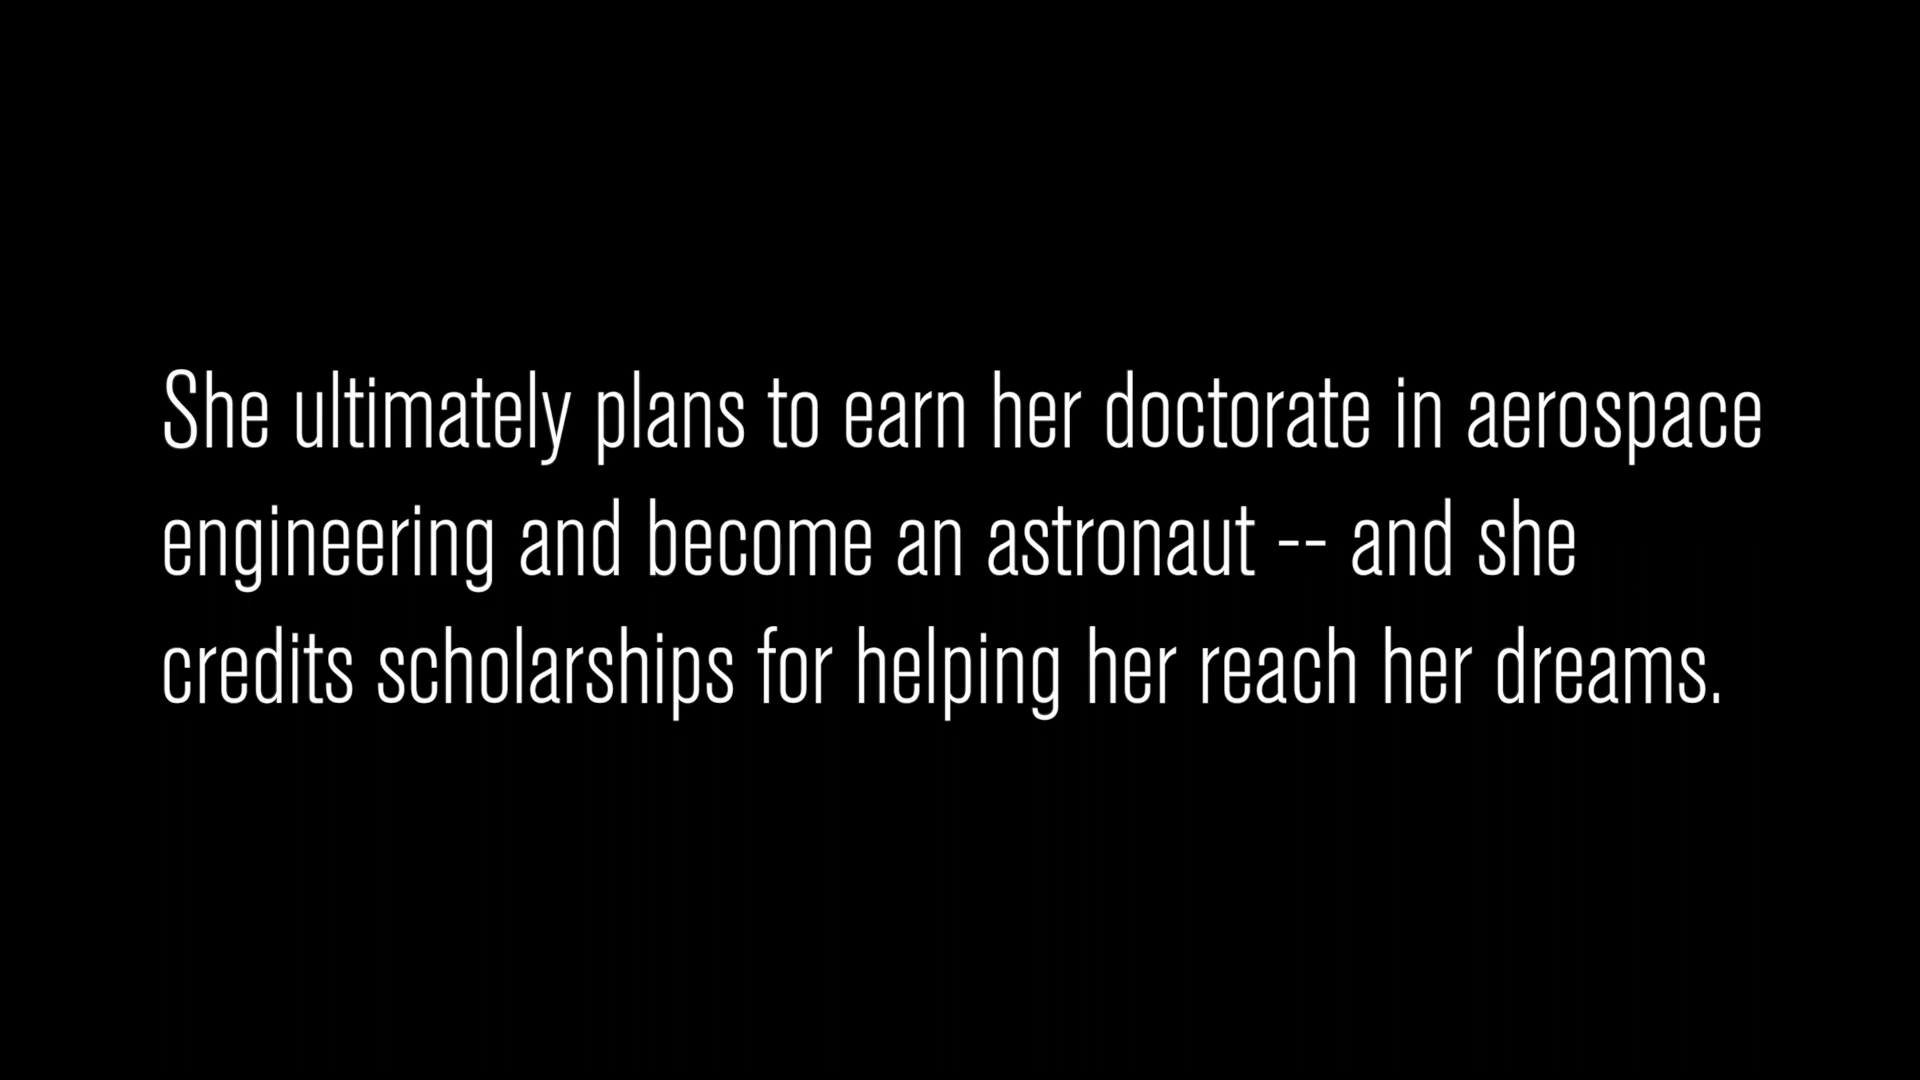 She ultimately plans to earn her doctorate in aerospace
engineering and become an astronaut -- and she
credits scholarships for helping her reach her dreams.